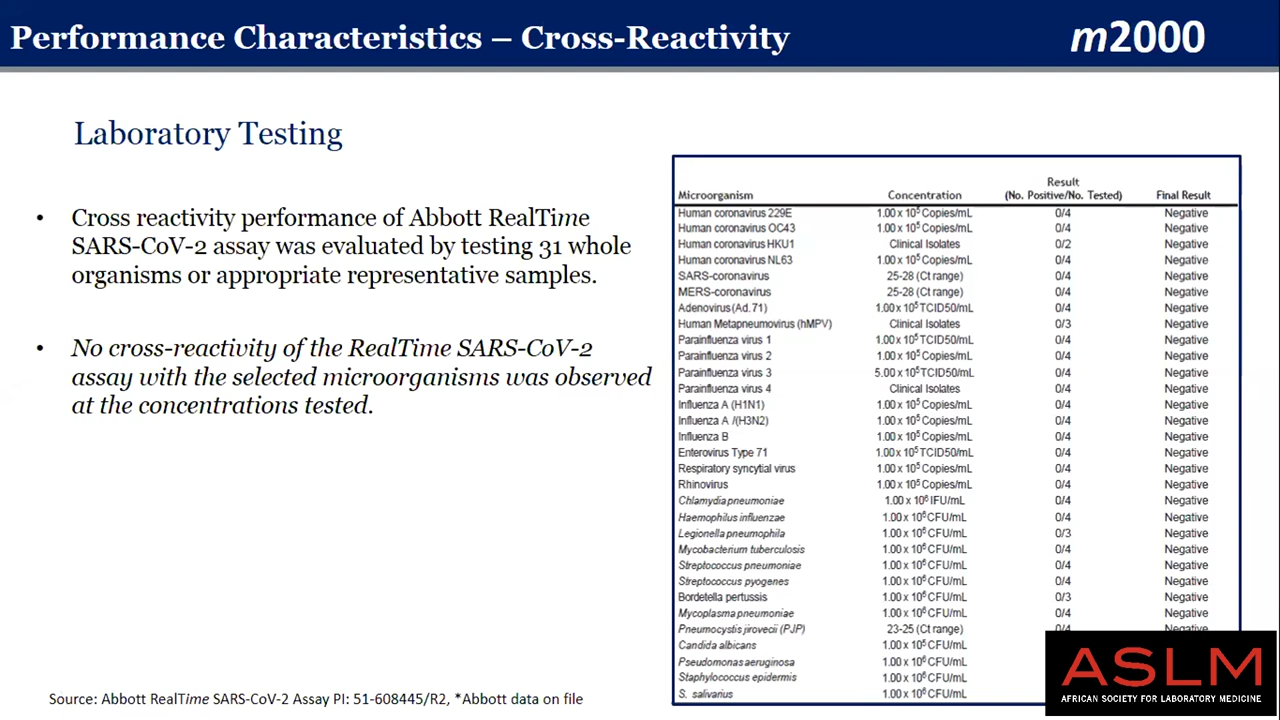 Performance Characteristics – Cross-Reactivity
m2000
Laboratory Testing
• Cross reactivity performance of Abbott RealTime
SARS-CoV-2 assay was evaluated by testing 31 whole
organisms or appropriate representative samples.
• No cross-reactivity of the RealTime SARS-CoV-2
assay with the selected microorganisms was observed
at the concentrations tested.
Result
Microorganism Concentration (No. Positive/No. Tested) Final Result
Human coronavirus 229E 1.00 x 10⁵ Copies/mL 0/4 Negative
Human coronavirus OC43 1.00 x 10⁵ Copies/mL 0/4 Negative
Human coronavirus HKU1 Clinical Isolates 0/2 Negative
Human coronavirus NL63 1.00 x 10⁵ Copies/mL 0/4 Negative
SARS-coronavirus 25-28 (Ct range) 0/4 Negative
MERS-coronavirus 25-28 (Ct range) 0/4 Negative
Adenovirus (Ad.71) 1.00 x 10⁵ TCID50/mL 0/4 Negative
Human Metapneumovirus (hMPV) Clinical Isolates 0/3 Negative
Parainfluenza virus 1 1.00 x 10⁵ TCID50/mL 0/4 Negative
Parainfluenza virus 2 1.00 x 10⁵ Copies/mL 0/4 Negative
Parainfluenza virus 3 5.00 x 10⁵ TCID50/mL 0/4 Negative
Parainfluenza virus 4 Clinical Isolates 0/4 Negative
Influenza A (H1N1) 1.00 x 10⁵ Copies/mL 0/4 Negative
Influenza A /(H3N2) 1.00 x 10⁵ Copies/mL 0/4 Negative
Influenza B 1.00 x 10⁵ Copies/mL 0/4 Negative
Enterovirus Type 71 1.00 x 10⁵ TCID50/mL 0/4 Negative
Respiratory syncytial virus 1.00 x 10⁵ Copies/mL 0/4 Negative
Rhinovirus 1.00 x 10⁵ Copies/mL 0/4 Negative
Chlamydia pneumoniae 1.00 x 10⁶ IFU/mL 0/4 Negative
Haemophilus influenzae 1.00 x 10⁶ CFU/mL 0/4 Negative
Legionella pneumophila 1.00 x 10⁶ CFU/mL 0/3 Negative
Mycobacterium tuberculosis 1.00 x 10⁶ CFU/mL 0/4 Negative
Streptococcus pneumoniae 1.00 x 10⁶ CFU/mL 0/4 Negative
Streptococcus pyogenes 1.00 x 10⁶ CFU/mL 0/4 Negative
Bordetella pertussis 1.00 x 10⁶ CFU/mL 0/3 Negative
Mycoplasma pneumoniae 1.00 x 10⁶ CFU/mL 0/4 Negative
Pneumocystis jirovecii (PJP) 23-25 (Ct range) 0/4 Negative
Candida albicans 1.00 x 10⁵ CFU/mL
Pseudomonas aeruginosa 1.00 x 10⁶ CFU/mL
Staphylococcus epidermis 1.00 x 10⁶ CFU/mL
S. salivarius 1.00 x 10⁶ CFU/mL
ASLM
AFRICAN SOCIETY FOR LABORATORY MEDICINE
Source: Abbott RealTime SARS-CoV-2 Assay PI: 51-608445/R2, *Abbott data on file